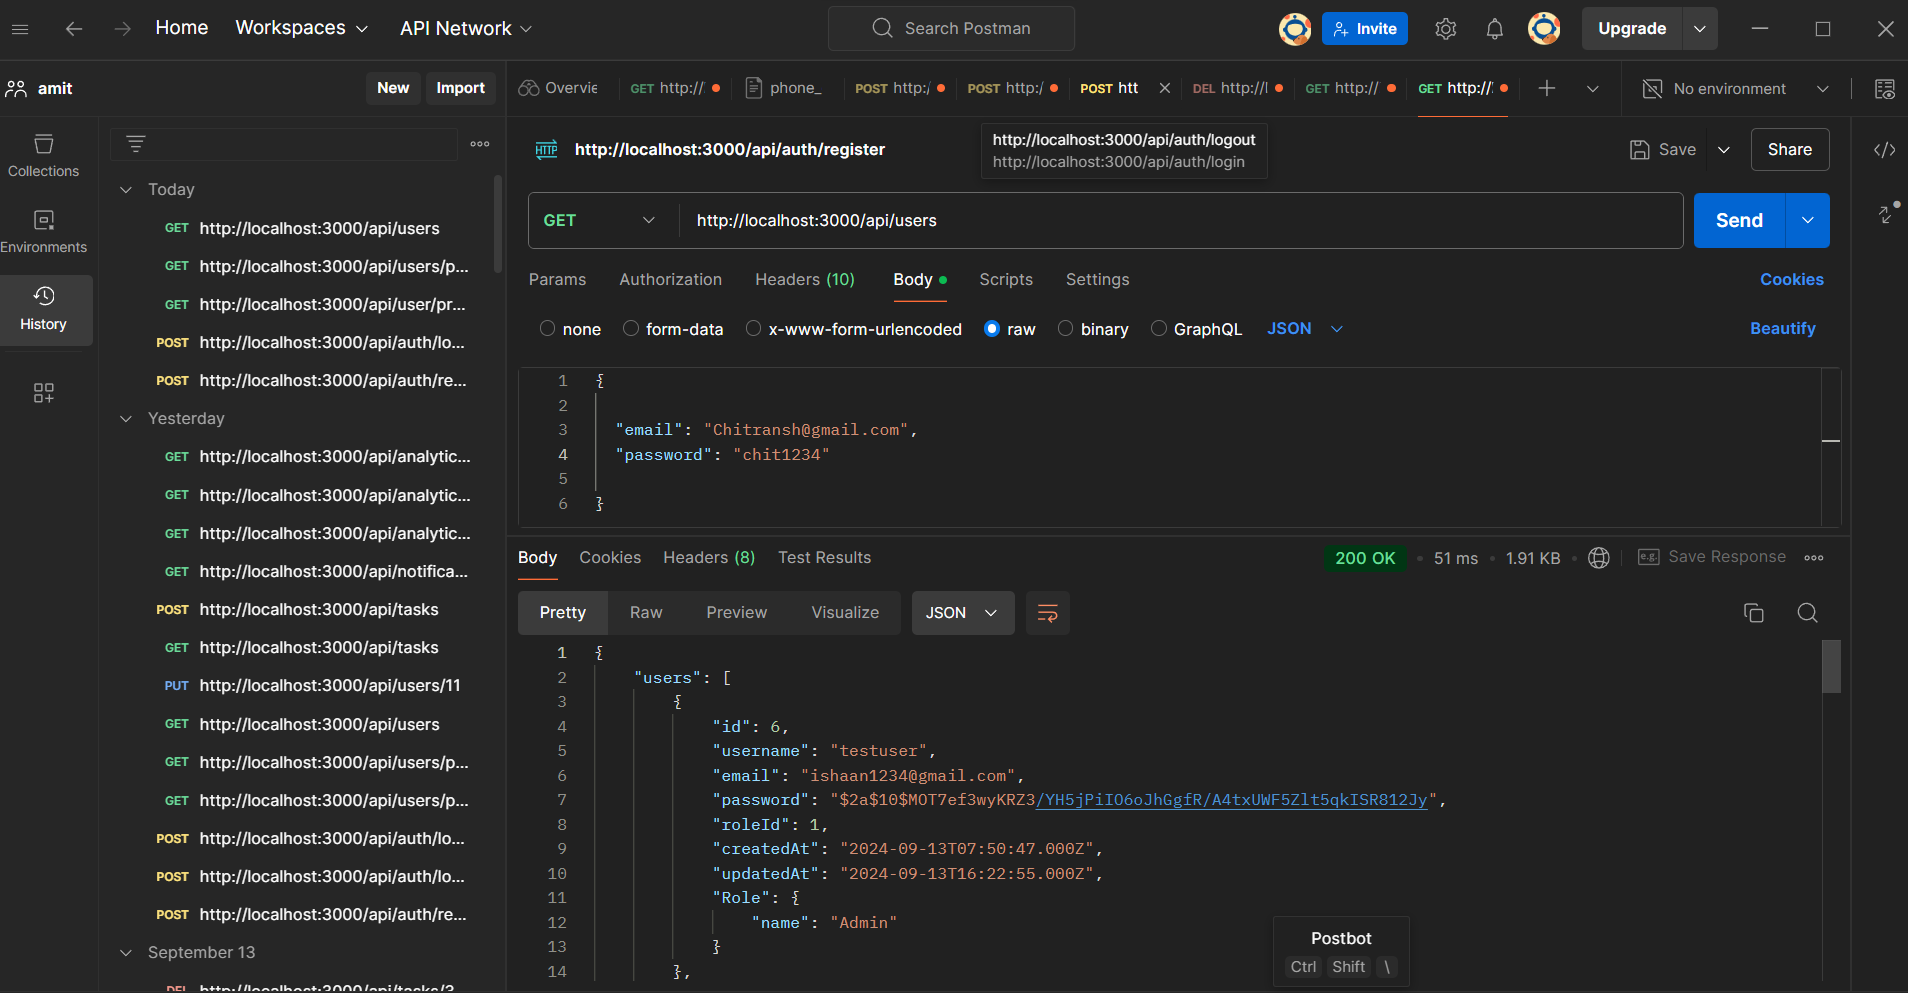 Home Workspaces API Network Search Postman Invite Upgrade
amit New Import Overvie GET http://l phone_ POST http:/ POST http:/ POST htt DEL http://l GET http:// GET http://: No environment
http://localhost:3000/api/auth/register
http://localhost:3000/api/auth/logout
http://localhost:3000/api/auth/login
Save Share
GET http://localhost:3000/api/users Send
Params Authorization Headers (10) Body Scripts Settings Cookies
none form-data x-www-form-urlencoded raw binary GraphQL JSON Beautify
1 {
2
3 "email": "Chitransh@gmail.com",
4 "password": "chit1234"
5
6 }
Collections
Environments
History
Today
GET http://localhost:3000/api/users
GET http://localhost:3000/api/users/p...
GET http://localhost:3000/api/user/pr...
POST http://localhost:3000/api/auth/lo...
POST http://localhost:3000/api/auth/re...
Yesterday
GET http://localhost:3000/api/analytic...
GET http://localhost:3000/api/analytic...
GET http://localhost:3000/api/analytic...
GET http://localhost:3000/api/notifica...
POST http://localhost:3000/api/tasks
GET http://localhost:3000/api/tasks
PUT http://localhost:3000/api/users/11
GET http://localhost:3000/api/users
GET http://localhost:3000/api/users/p...
GET http://localhost:3000/api/users/p...
POST http://localhost:3000/api/auth/lo...
POST http://localhost:3000/api/auth/lo...
POST http://localhost:3000/api/auth/re...
September 13
DEL http://localhost:3000/api/tasks/3
Body Cookies Headers (8) Test Results 200 OK 51 ms 1.91 KB e.g. Save Response
Pretty Raw Preview Visualize JSON
1 {
2 "users": [
3 {
4 "id": 6,
5 "username": "testuser",
6 "email": "ishaan1234@gmail.com",
7 "password": "$2a$10$MOT7ef3wyKRZ3/YH5jPiIO6oJhGgfR/A4txUWF5Zlt5qkISR812Jy",
8 "roleId": 1,
9 "createdAt": "2024-09-13T07:50:47.000Z",
10 "updatedAt": "2024-09-13T16:22:55.000Z",
11 "Role": {
12 "name": "Admin"
13 }
14 },
Postbot
Ctrl Shift \